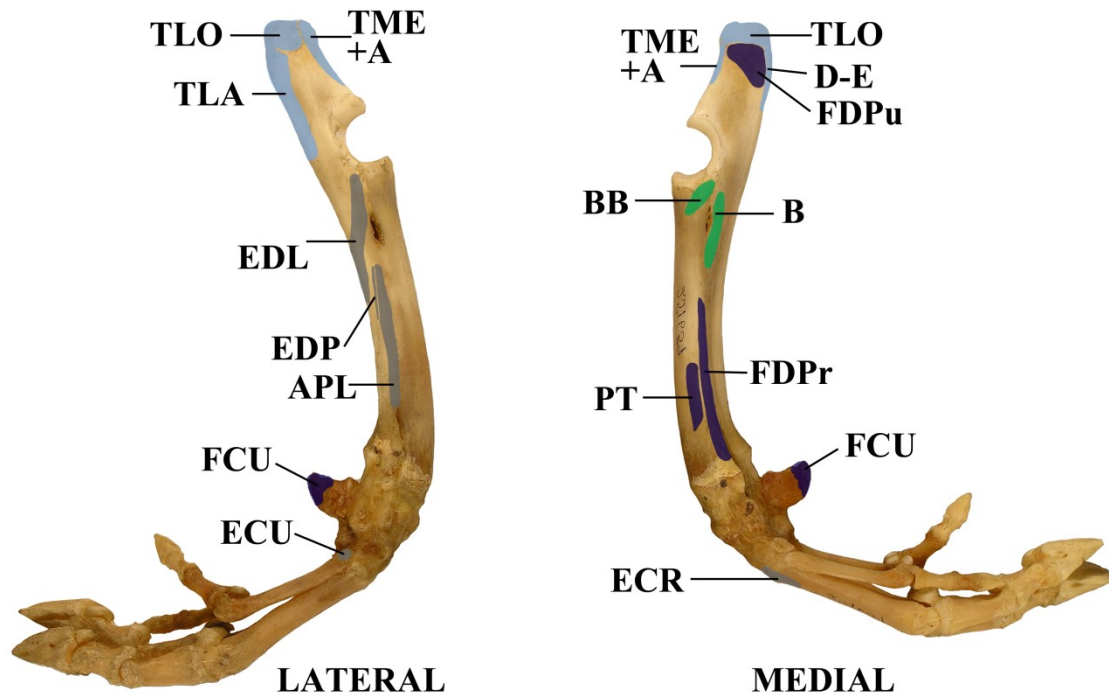 TLO
TME
+A
TLA
EDL
EDP
APL
FCU
ECU
LATERAL
TME
+A
TLO
D-E
FDPu
BB
B
FDPr
PT
FCU
ECR
MEDIAL